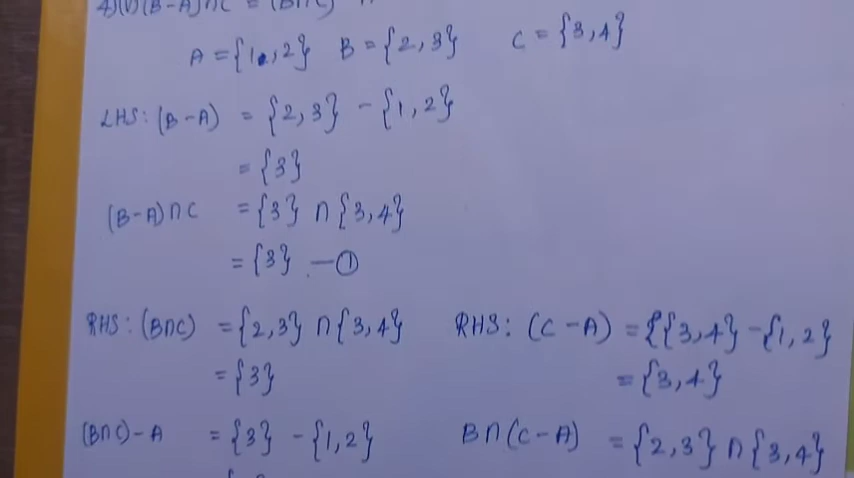 4)(i)(B-A)∩C = (B∩C)
A = {1, 2} B = {2, 3} C = {3, 4}
LHS: (B-A) = {2, 3} - {1, 2}
= {3}
(B-A)∩C = {3} ∩ {3, 4}
= {3} —①
RHS: (B∩C) = {2, 3} ∩ {3, 4} RHS: (C-A) = {{3, 4} - {1, 2}
= {3} = {3, 4}
(B∩C)-A = {3} - {1, 2} B∩(C-A) = {2, 3} ∩ {3, 4}